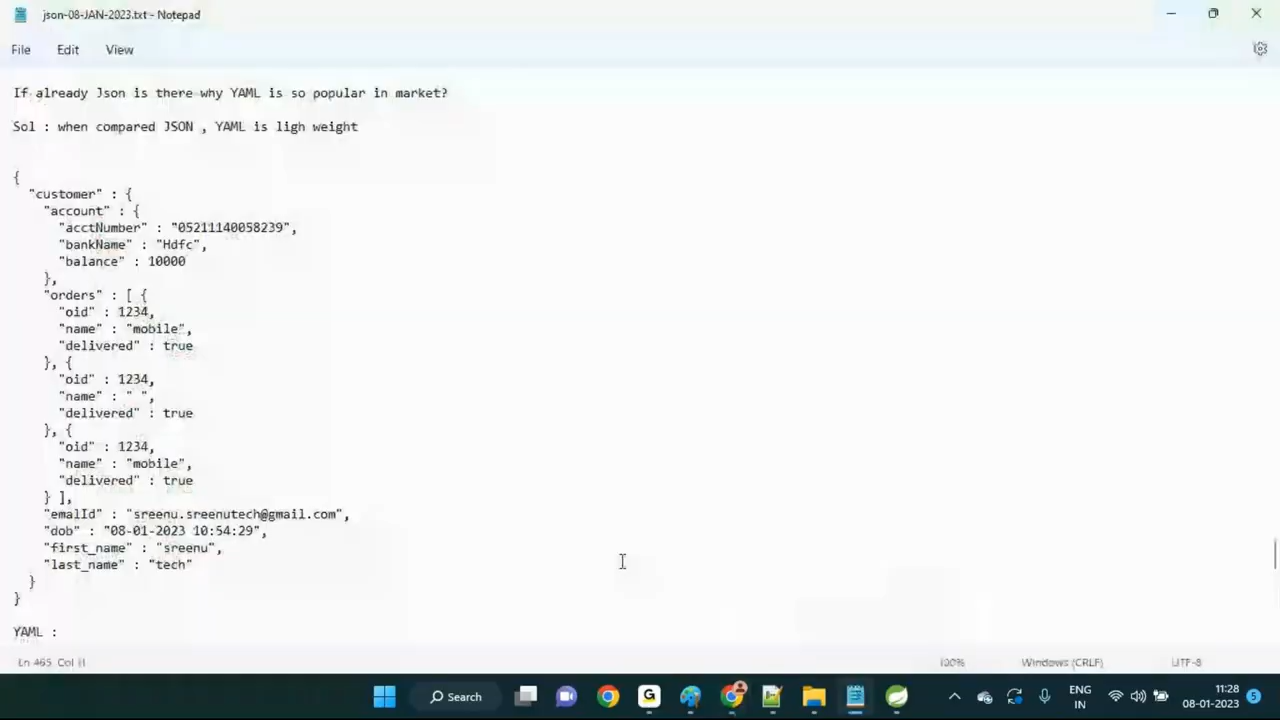 json-08-JAN-2023.txt - Notepad
File Edit View
If already Json is there why YAML is so popular in market?
Sol : when compared JSON , YAML is ligh weight
{
"customer" : {
"account" : {
"acctNumber" : "05211140058239",
"bankName" : "Hdfc",
"balance" : 10000
},
"orders" : [ {
"oid" : 1234,
"name" : "mobile",
"delivered" : true
}, {
"oid" : 1234,
"name" : " ",
"delivered" : true
}, {
"oid" : 1234,
"name" : "mobile",
"delivered" : true
} ],
"emalId" : "sreenu.sreenutech@gmail.com",
"dob" : "08-01-2023 10:54:29",
"first_name" : "sreenu",
"last_name" : "tech"
}
}
YAML :
Ln 465 Col 100% Windows (CRLF) UTF-8
Search
ENG
IN
11:28
08-01-2023
5